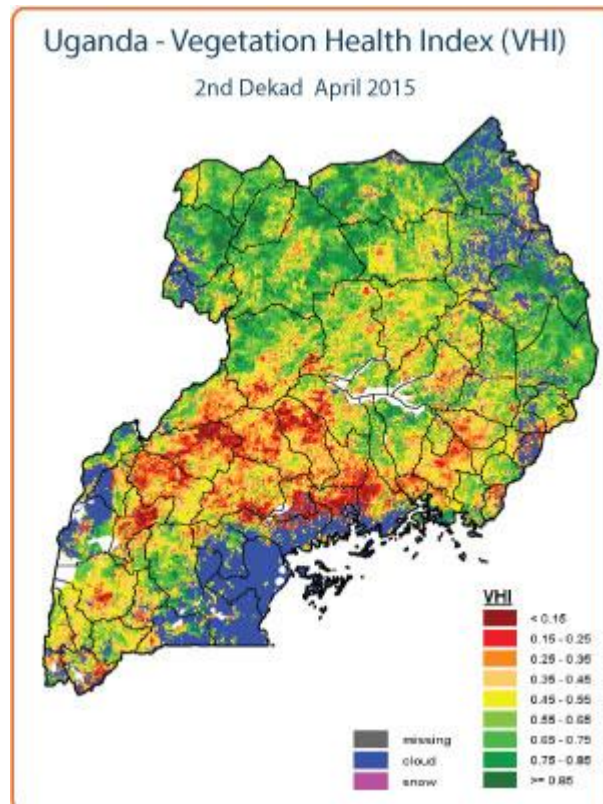 Uganda - Vegetation Health Index (VHI)
2nd Dekad April 2015
VHI
< 0.15
0.15 - 0.25
0.25 - 0.35
0.35 - 0.45
0.45 - 0.55
0.55 - 0.65
0.65 - 0.75
0.75 - 0.85
>= 0.85
missing
cloud
snow